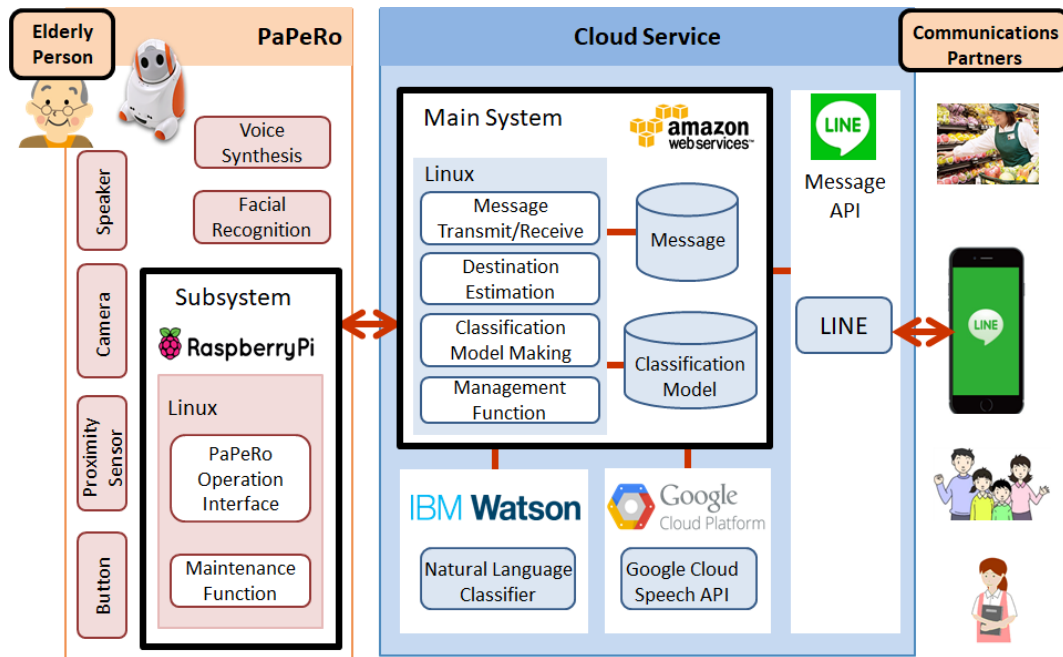 Elderly
Person
PaPeRo
Voice
Synthesis
Facial
Recognition
Speaker
Camera
Proximity
Sensor
Button
Subsystem
RaspberryPi
Linux
PaPeRo
Operation
Interface
Maintenance
Function
Cloud Service
Main System
amazon
webservices™
Linux
Message
Transmit/Receive
Destination
Estimation
Classification
Model Making
Management
Function
Message
Classification
Model
IBM Watson
Natural Language
Classifier
Google
Cloud Platform
Google Cloud
Speech API
LINE
Message
API
LINE
Communications
Partners
LINE